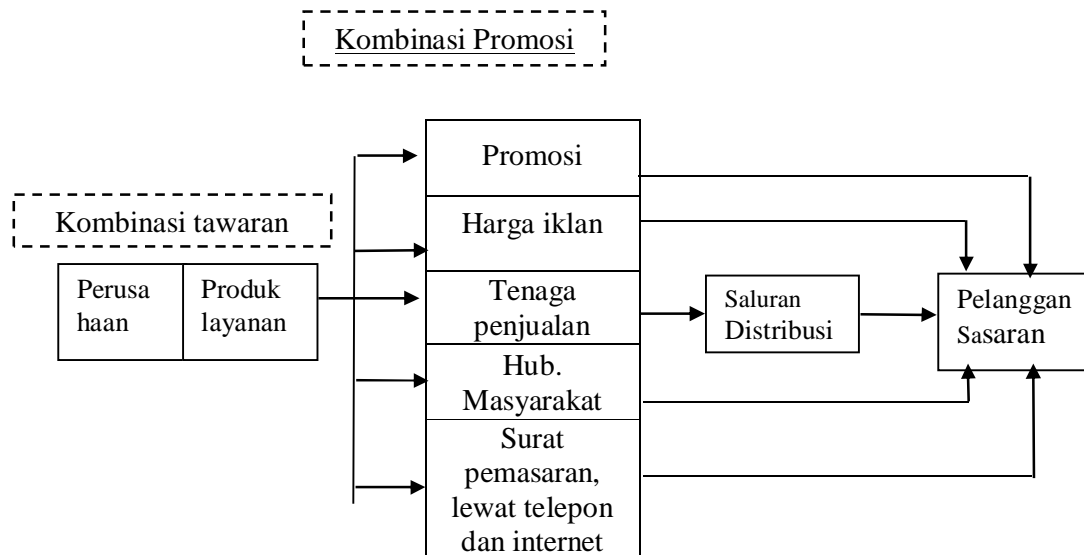 Kombinasi Promosi
Promosi
Kombinasi tawaran
Harga iklan
Perusa
haan
Produk
layanan
Tenaga
penjualan
Saluran
Distribusi
Pelanggan
Sasaran
Hub.
Masyarakat
Surat
pemasaran,
lewat telepon
dan internet